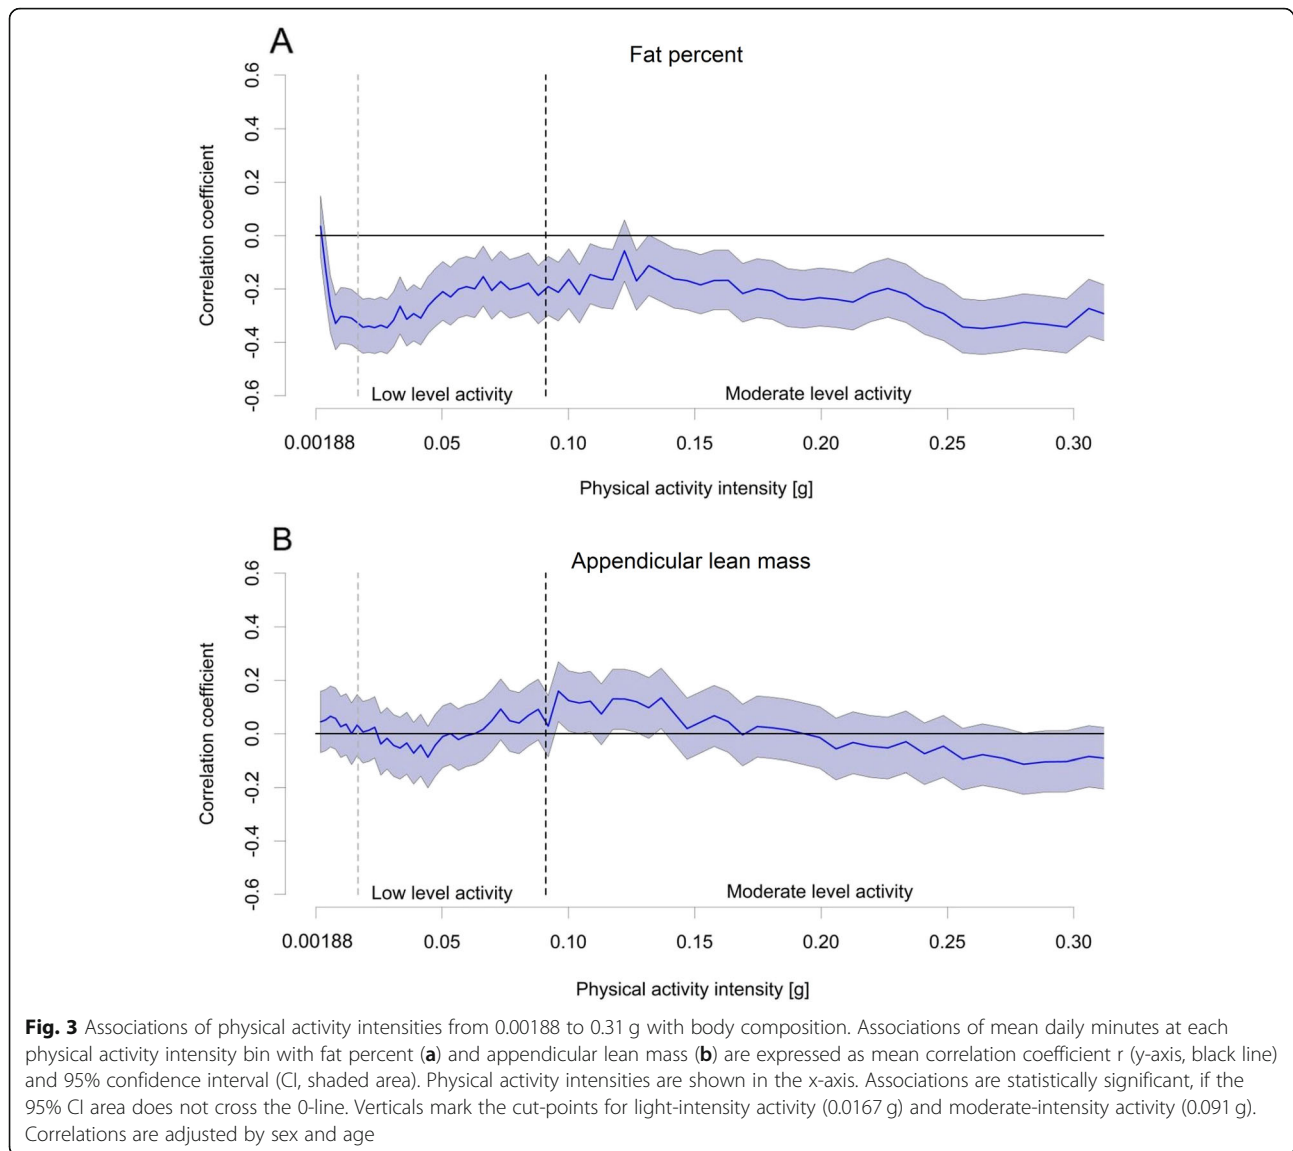 A
Fat percent
Correlation coefficient
0.6
0.4
0.2
0.0
-0.2
-0.4
-0.6
Low level activity
Moderate level activity
0.00188 0.05 0.10 0.15 0.20 0.25 0.30
Physical activity intensity [g]
B
Appendicular lean mass
Correlation coefficient
0.6
0.4
0.2
0.0
-0.2
-0.4
-0.6
Low level activity
Moderate level activity
0.00188 0.05 0.10 0.15 0.20 0.25 0.30
Physical activity intensity [g]
Fig. 3 Associations of physical activity intensities from 0.00188 to 0.31 g with body composition. Associations of mean daily minutes at each
physical activity intensity bin with fat percent (a) and appendicular lean mass (b) are expressed as mean correlation coefficient r (y-axis, black line)
and 95% confidence interval (CI, shaded area). Physical activity intensities are shown in the x-axis. Associations are statistically significant, if the
95% CI area does not cross the 0-line. Verticals mark the cut-points for light-intensity activity (0.0167 g) and moderate-intensity activity (0.091 g).
Correlations are adjusted by sex and age